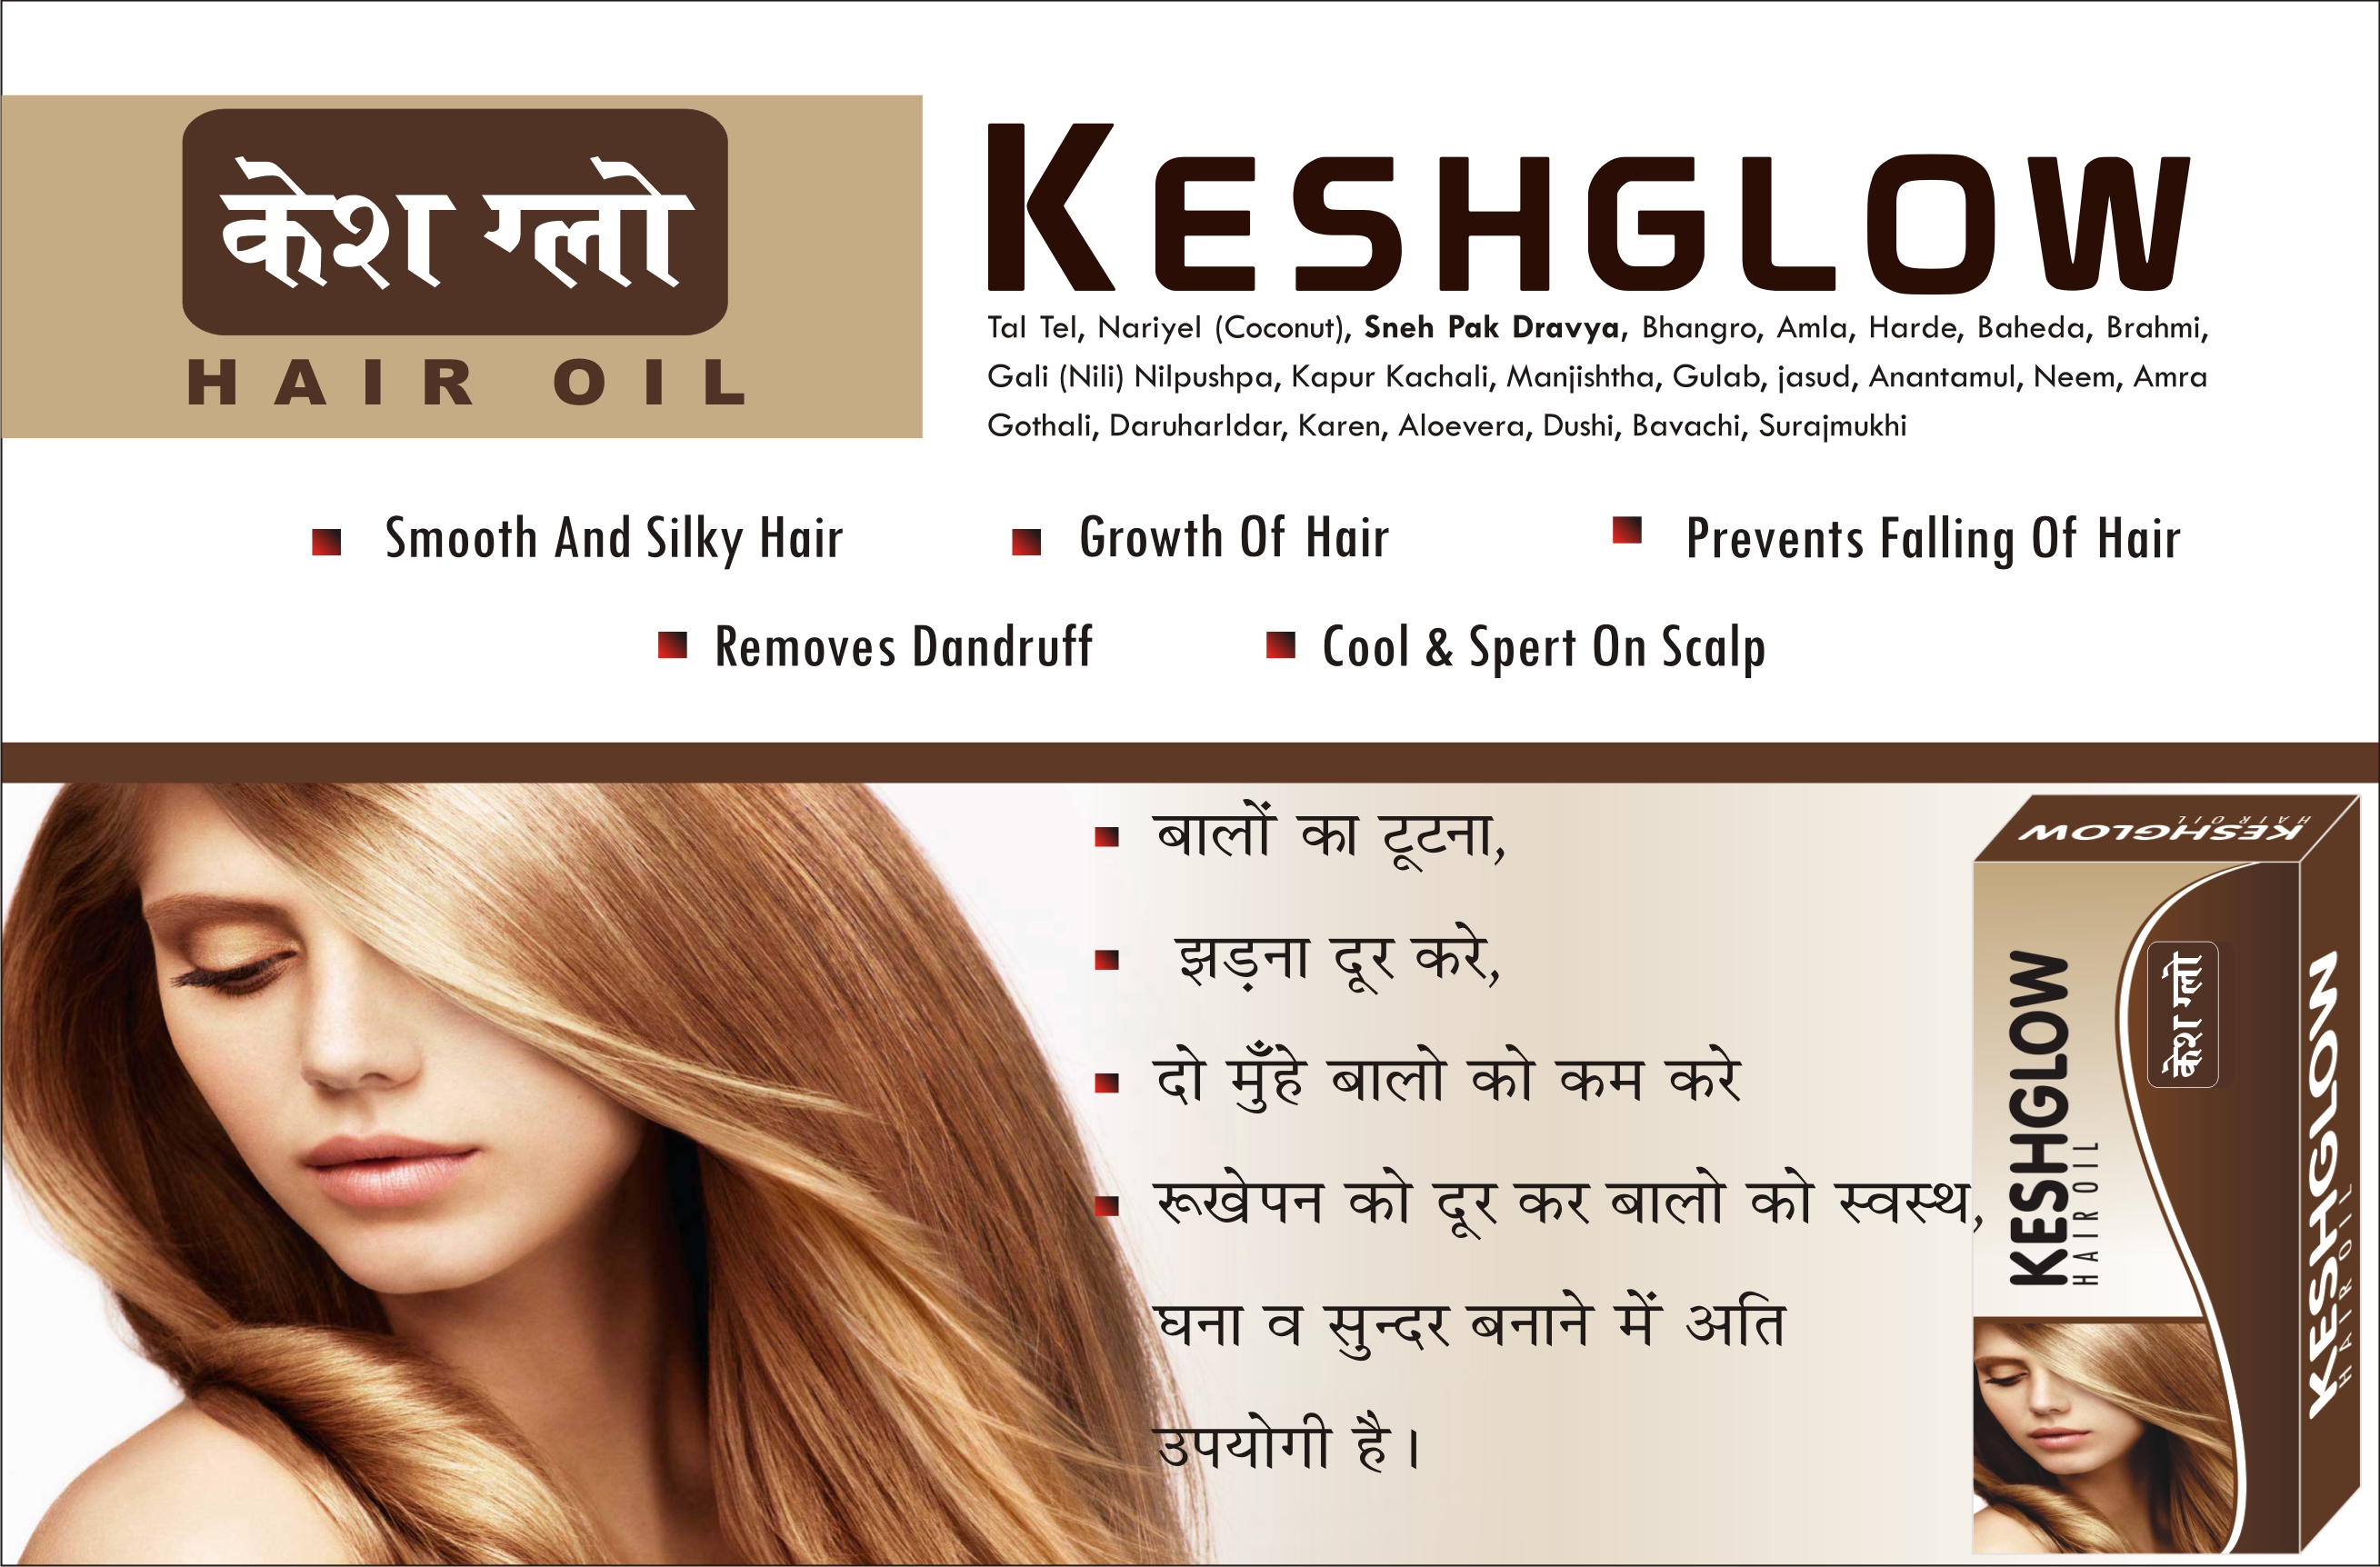 केश ग्लो
HAIR OIL
KESHGLOW
Tal Tel, Nariyel (Coconut), Sneh Pak Dravya, Bhangro, Amla, Harde, Baheda, Brahmi,
Gali (Nili) Nilpushpa, Kapur Kachali, Manjishtha, Gulab, jasud, Anantamul, Neem, Amra
Gothali, Daruharldar, Karen, Aloevera, Dushi, Bavachi, Surajmukhi
Smooth And Silky Hair
Growth Of Hair
Prevents Falling Of Hair
Removes Dandruff
Cool & Spert On Scalp
बालों का टूटना,
झड़ना दूर करे,
दो मुँहे बालो को कम करे
रूखेपन को दूर कर बालो को स्वस्थ,
घना व सुन्दर बनाने में अति
उपयोगी है।
KESHGLOW
HAIR OIL
KESHGLOW
HAIR OIL
केश ग्लो
KESHGLOW
HAIR OIL